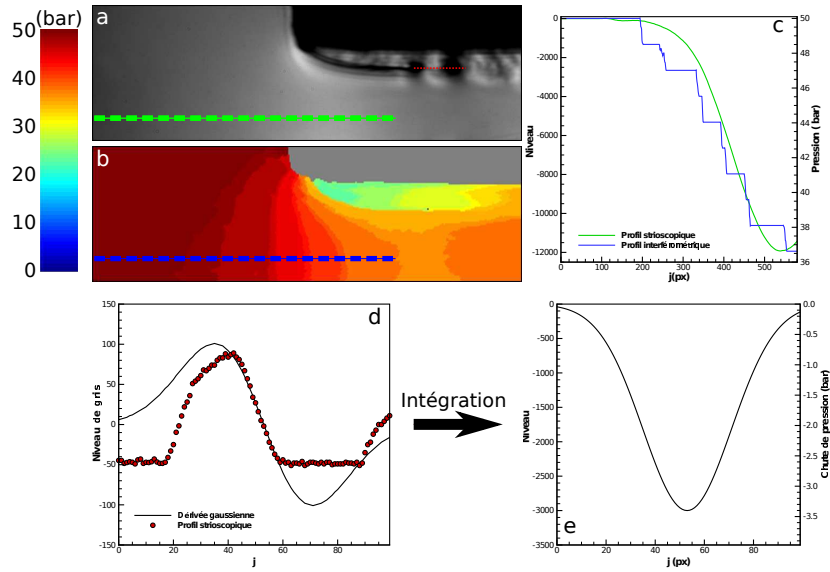 (bar)
50
40
30
20
10
0
a
b
c
0
-2000
-4000
-6000
-8000
-10000
-12000
Niveau
50
48
46
44
42
40
38
36
Pression (bar)
Profil strioscopique
Profil interférométrique
0 100 200 300 400 500
j(px)
d
150
100
50
0
-50
-100
-150
Niveau de gris
Dérivée gaussienne
Profil strioscopique
0 20 40 60 80
j
Intégration
0
-500
-1000
-1500
-2000
-2500
-3000
-3500
Niveau
0.0
-0.5
-1.0
-1.5
-2.0
-2.5
-3.0
-3.5
Chute de pression (bar)
e
0 20 40 60 80
j (px)